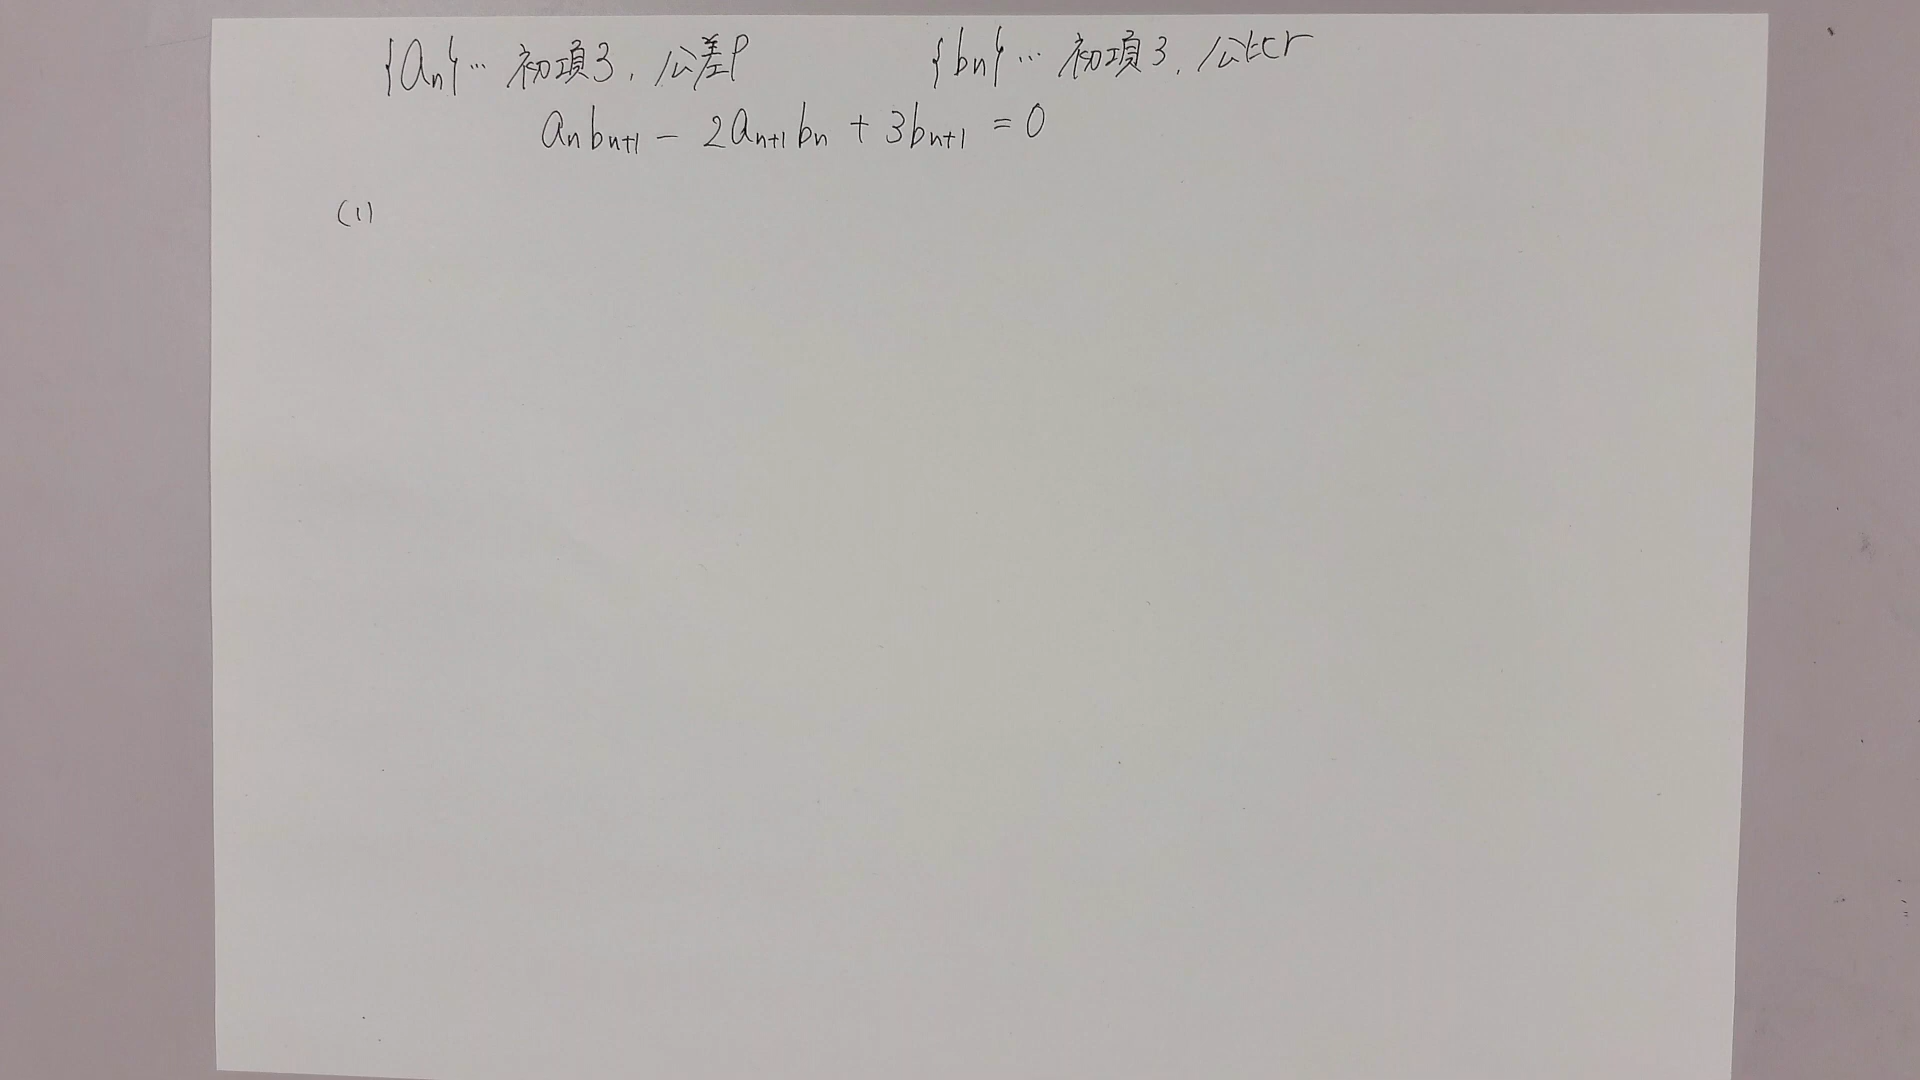 {an}… 初項3, 公差p {bn}… 初項3, 公比r
anbn+1 − 2an+1bn + 3bn+1 = 0
(1)